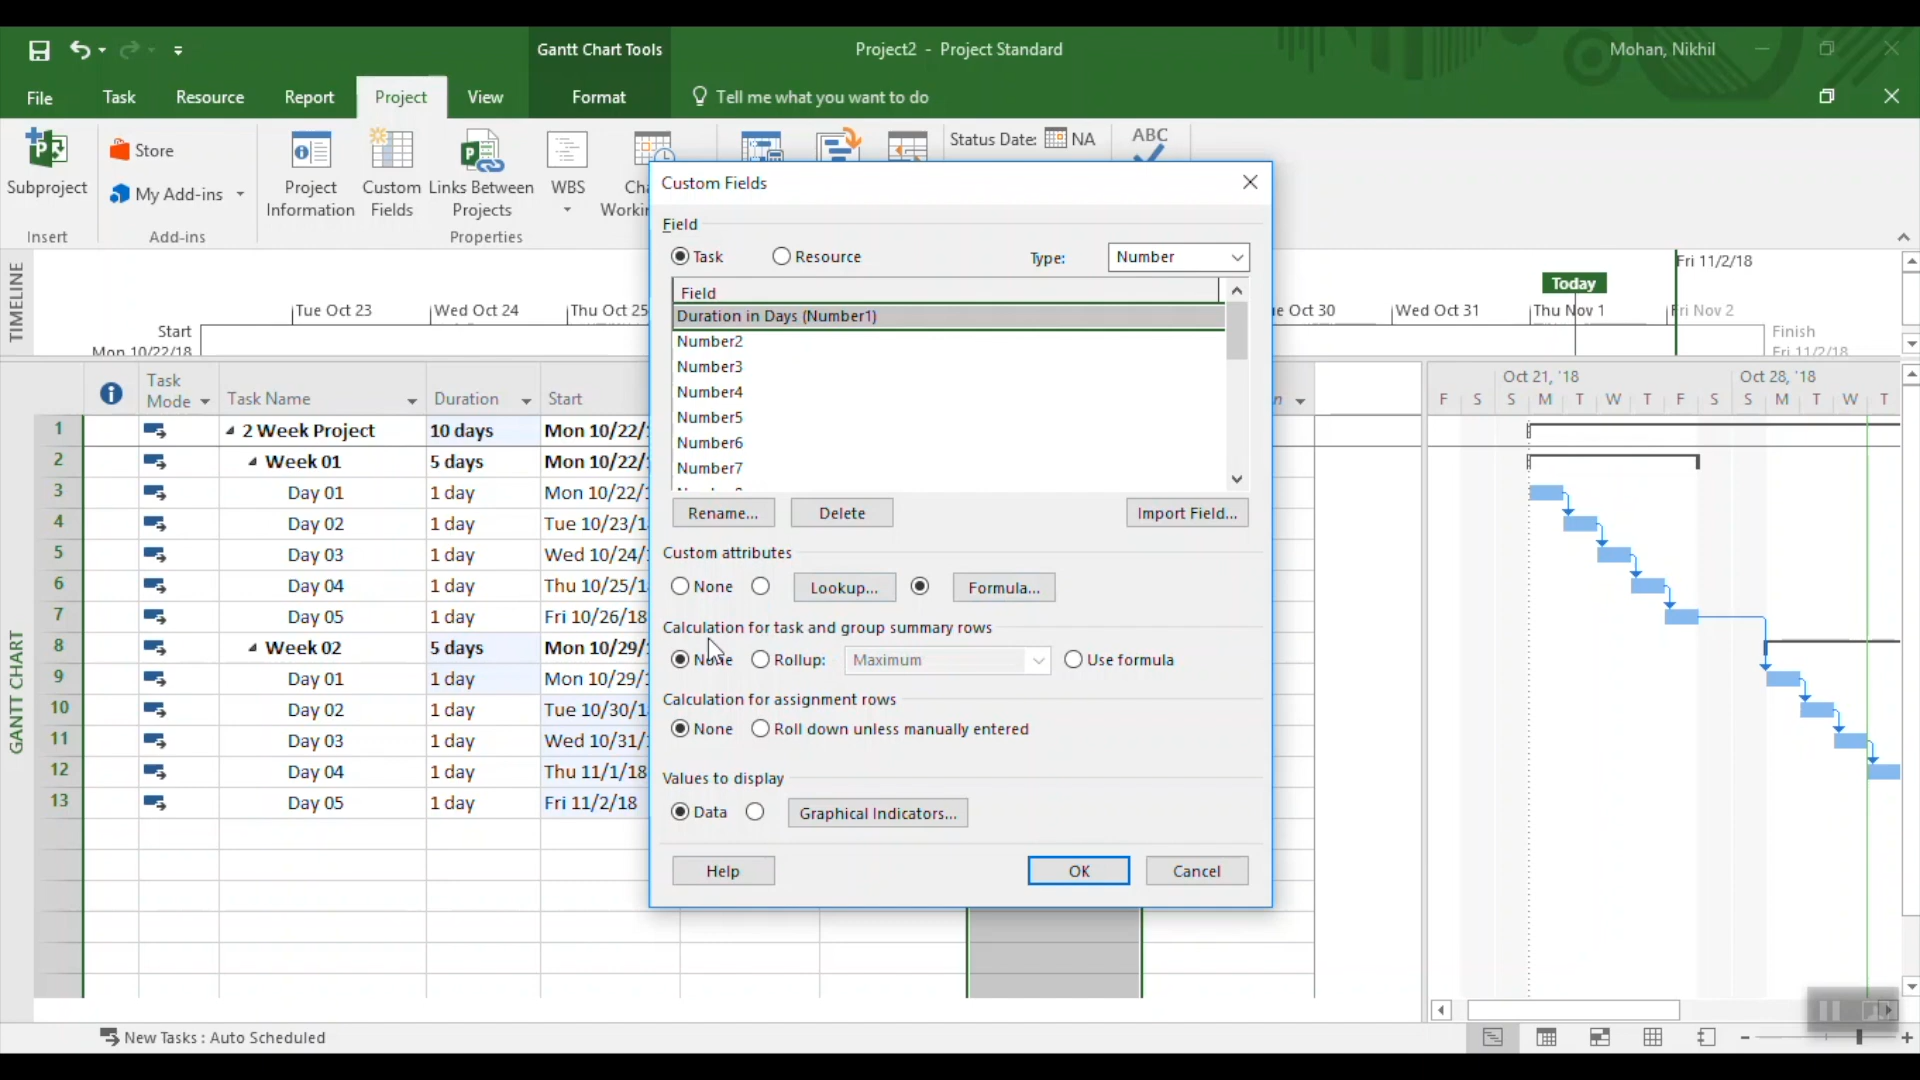 Gantt Chart Tools
Project2 - Project Standard
Mohan, Nikhil
File Task Resource Report Project View Format Tell me what you want to do
Subproject
Store
My Add-ins
Project Information
Custom Fields
Links Between Projects
WBS
Status Date: NA
ABC
Insert Add-ins Properties
TIMELINE
Tue Oct 23 Wed Oct 24 Thu Oct 25 Oct 30 Wed Oct 31 Thu Nov 1 Fri Nov 2
Today
Fri 11/2/18
Start
Mon 10/22/18
Finish
Fri 11/2/18
GANTT CHART
Task Mode Task Name Duration Start
1 2 Week Project 10 days Mon 10/22/1
2 Week 01 5 days Mon 10/22/1
3 Day 01 1 day Mon 10/22/1
4 Day 02 1 day Tue 10/23/1
5 Day 03 1 day Wed 10/24/1
6 Day 04 1 day Thu 10/25/1
7 Day 05 1 day Fri 10/26/18
8 Week 02 5 days Mon 10/29/1
9 Day 01 1 day Mon 10/29/1
10 Day 02 1 day Tue 10/30/1
11 Day 03 1 day Wed 10/31/1
12 Day 04 1 day Thu 11/1/18
13 Day 05 1 day Fri 11/2/18
Custom Fields
Field
Task Resource Type: Number
Field
Duration in Days (Number1)
Number2
Number3
Number4
Number5
Number6
Number7
Rename... Delete Import Field...
Custom attributes
None Lookup... Formula...
Calculation for task and group summary rows
None Rollup: Maximum Use formula
Calculation for assignment rows
None Roll down unless manually entered
Values to display
Data Graphical Indicators...
Help OK Cancel
Oct 21, '18 Oct 28, '18
F S S M T W T F S S M T W T
New Tasks : Auto Scheduled